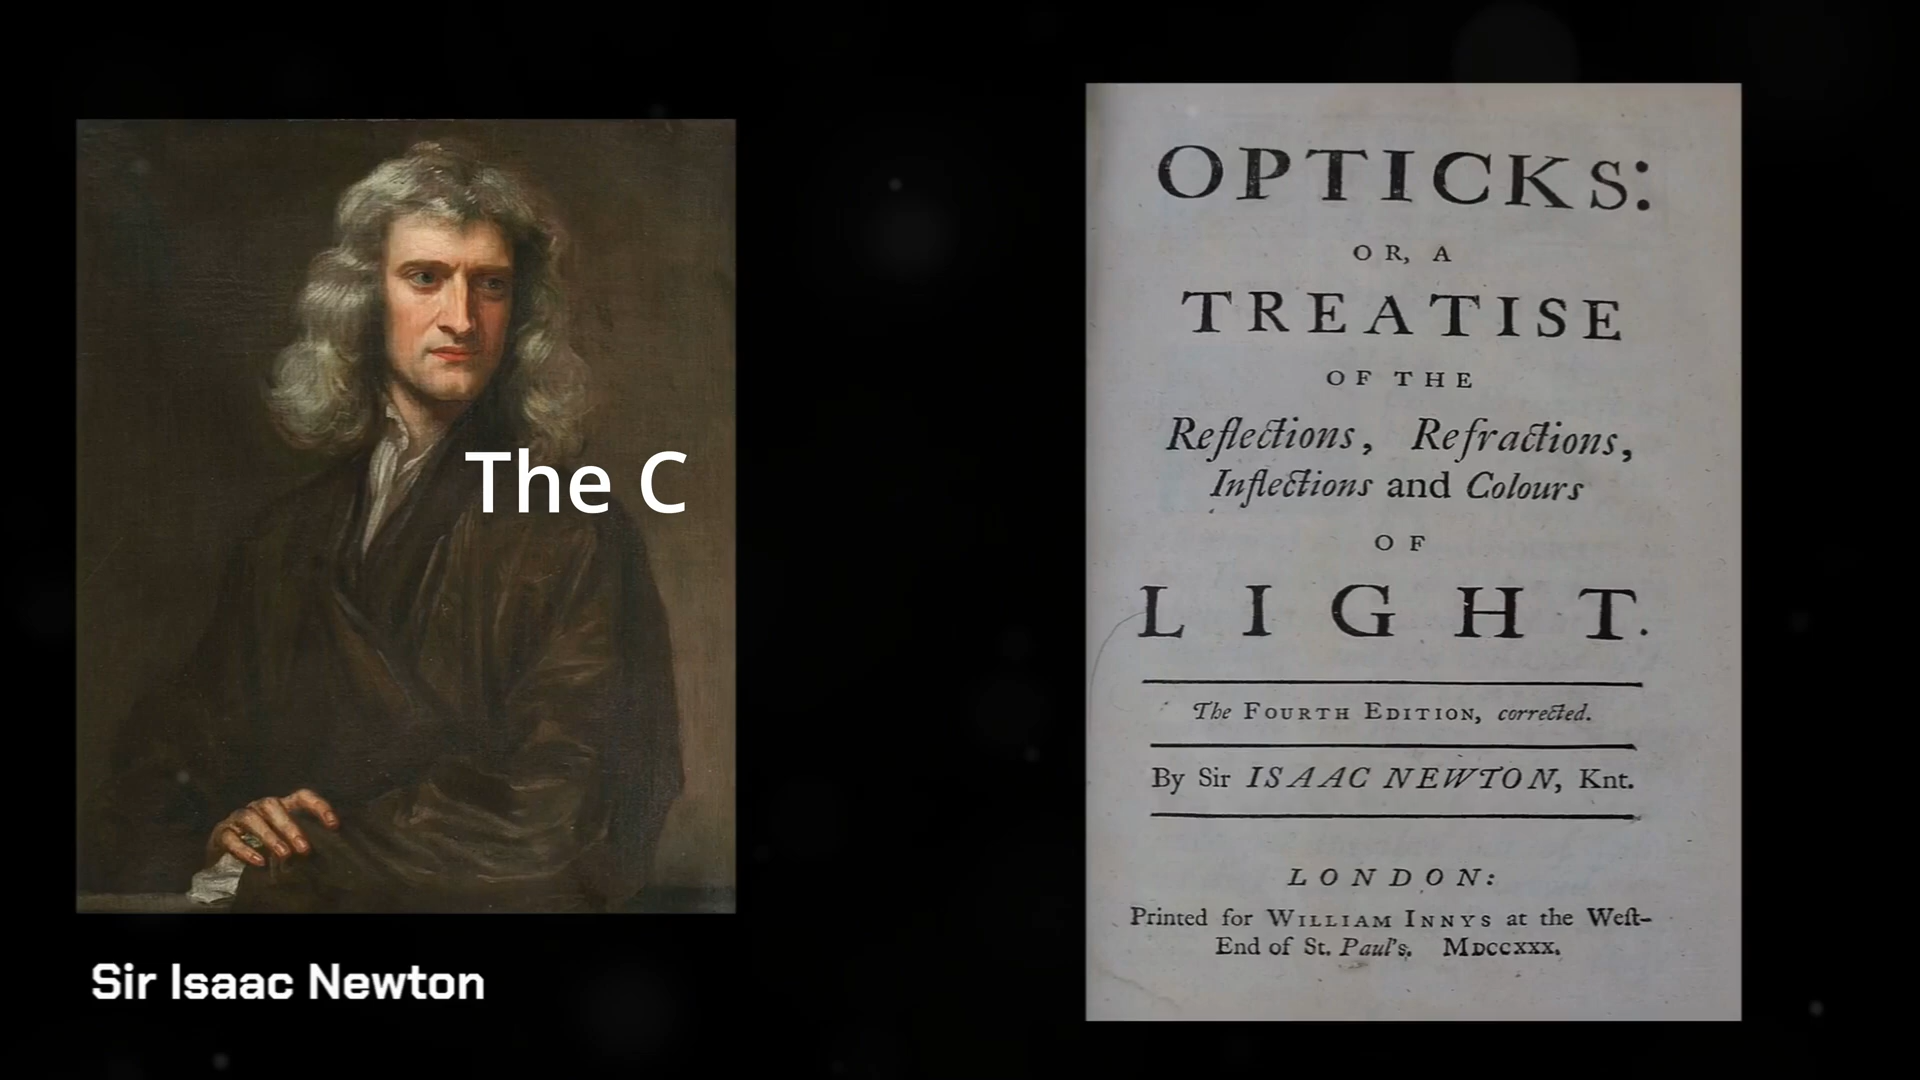 The C
Sir Isaac Newton
OPTICKS:
OR, A
TREATISE
OF THE
Reflections, Refractions,
Inflections and Colours
OF
LIGHT.
The FOURTH EDITION, corrected.
By Sir ISAAC NEWTON, Knt.
LONDON:
Printed for WILLIAM INNYS at the West-
End of St. Paul's. MDCCXXX.